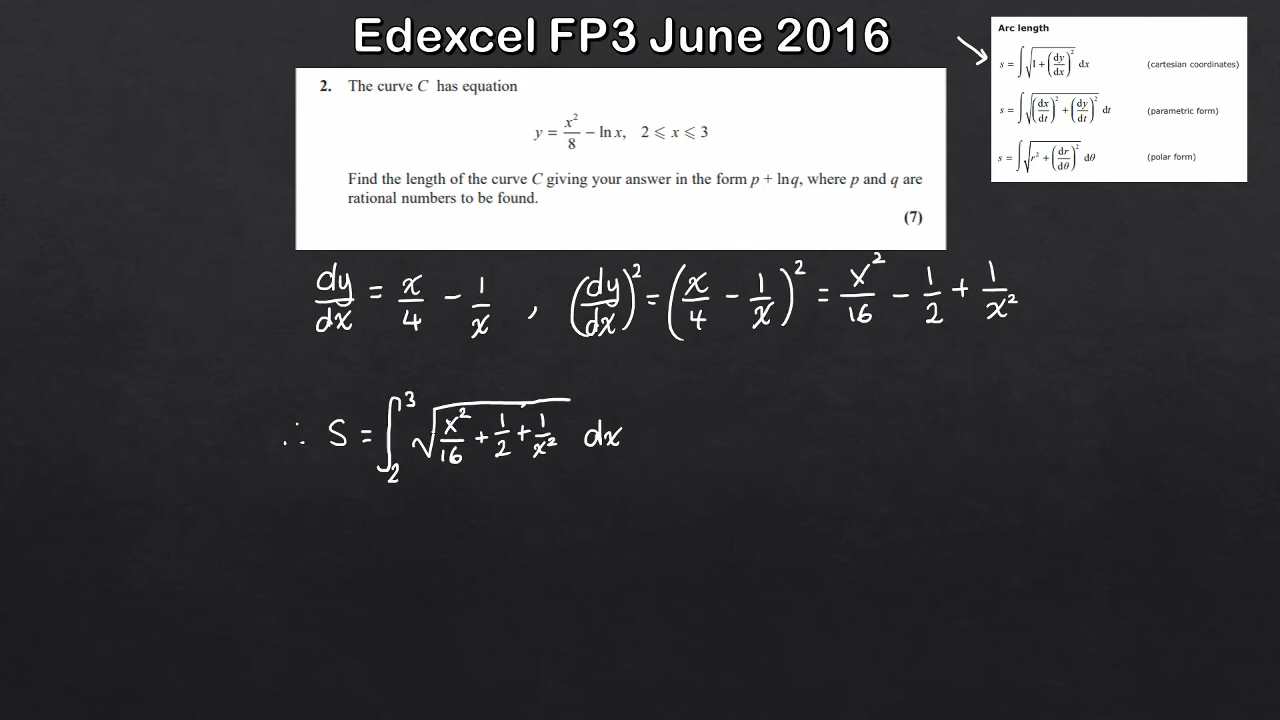 Edexcel FP3 June 2016
2. The curve C has equation
y = x²/8 − ln x, 2 ⩽ x ⩽ 3
Find the length of the curve C giving your answer in the form p + ln q, where p and q are
rational numbers to be found.
(7)
Arc length
s = ∫ √(1 + (dy/dx)²) dx (cartesian coordinates)
s = ∫ √((dx/dt)² + (dy/dt)²) dt (parametric form)
s = ∫ √(r² + (dr/dθ)²) dθ (polar form)
dy/dx = x/4 − 1/x , (dy/dx)² = (x/4 − 1/x)² = x²/16 − 1/2 + 1/x²
∴ S = ∫₂³ √(x²/16 + 1/2 + 1/x²) dx